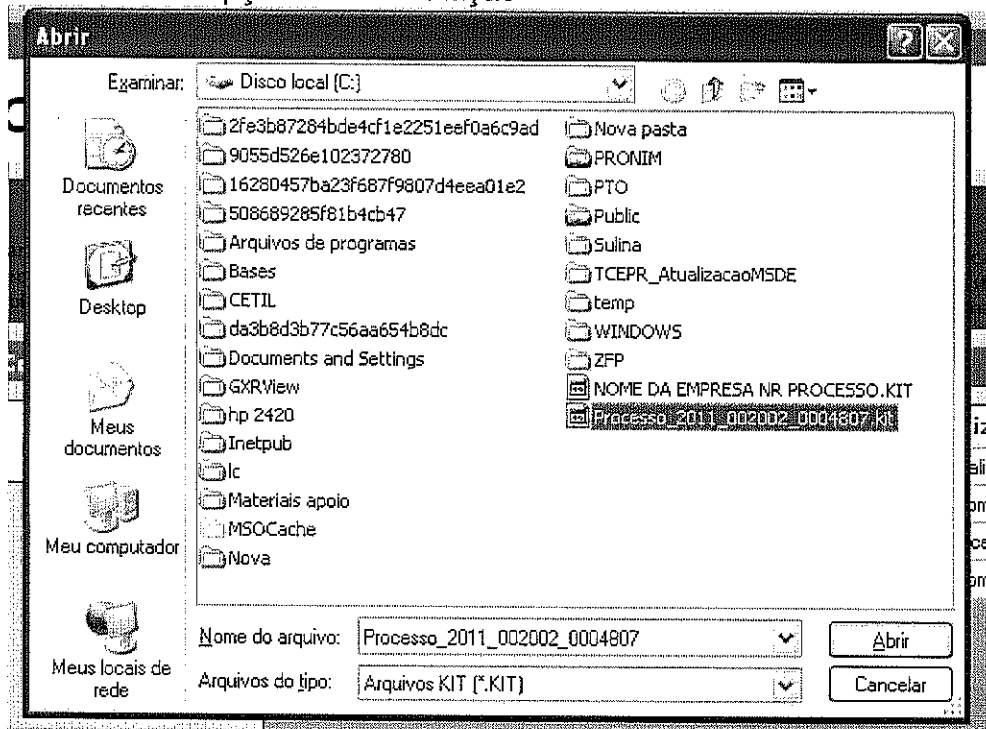 Abrir
Examinar:
Disco local (C:)
2fe3b87284bde4cf1e2251eef0a6c9ad
9055d526e102372780
16280457ba23f687f9807d4eea01e2
508689285f81b4cb47
Arquivos de programas
Bases
CETIL
da3b8d3b77c56aa654b8dc
Documents and Settings
GXRView
hp 2420
Inetpub
lc
Materiais apoio
MSOCache
Nova
Nova pasta
PRONIM
PTO
Public
Sulina
TCEPR_AtualizacaoMSDE
temp
WINDOWS
ZFP
NOME DA EMPRESA NR PROCESSO.KIT
Processo_2011_002002_0004807.kit
Documentos
recentes
Desktop
Meus
documentos
Meu computador
Meus locais de
rede
Nome do arquivo:
Processo_2011_002002_0004807
Abrir
Arquivos do tipo:
Arquivos KIT (*.KIT)
Cancelar